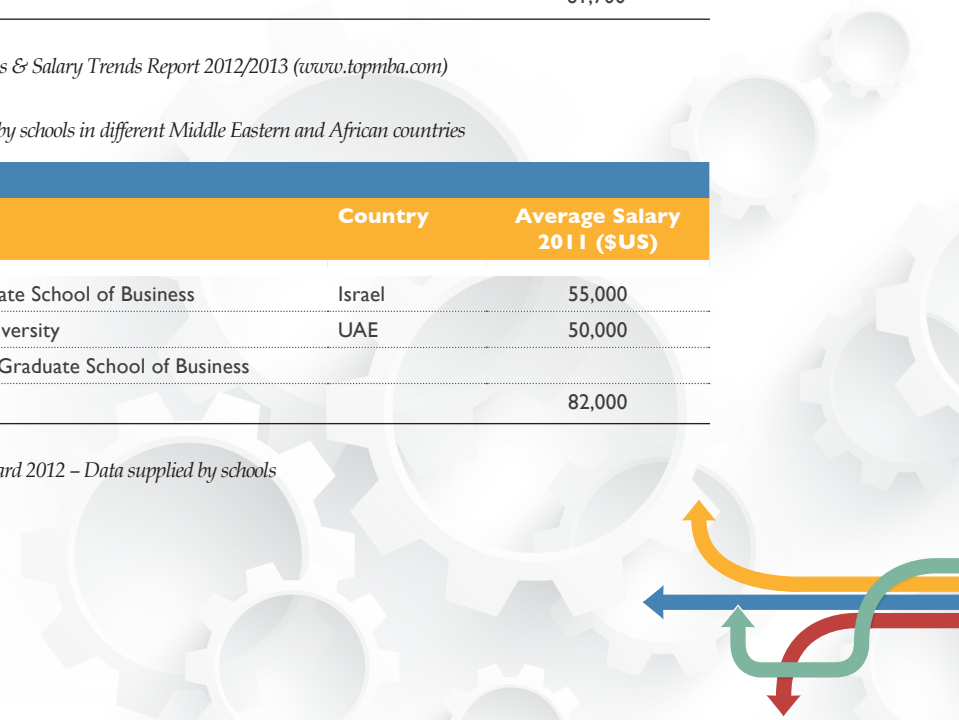 s & Salary Trends Report 2012/2013 (www.topmba.com)
by schools in different Middle Eastern and African countries
Country Average Salary
2011 ($US)
ate School of Business Israel 55,000
versity UAE 50,000
Graduate School of Business
82,000
ard 2012 – Data supplied by schools